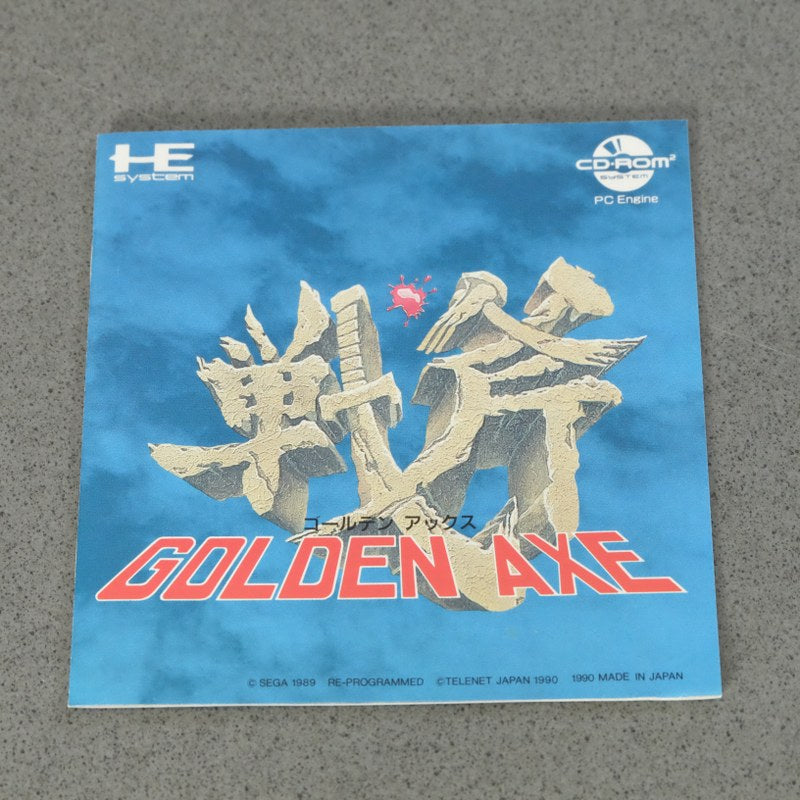 HE
system
CD-ROM²
SYSTEM
PC Engine
戦斧
ゴールデン アックス
GOLDEN AXE
© SEGA 1989 RE-PROGRAMMED © TELENET JAPAN 1990 1990 MADE IN JAPAN